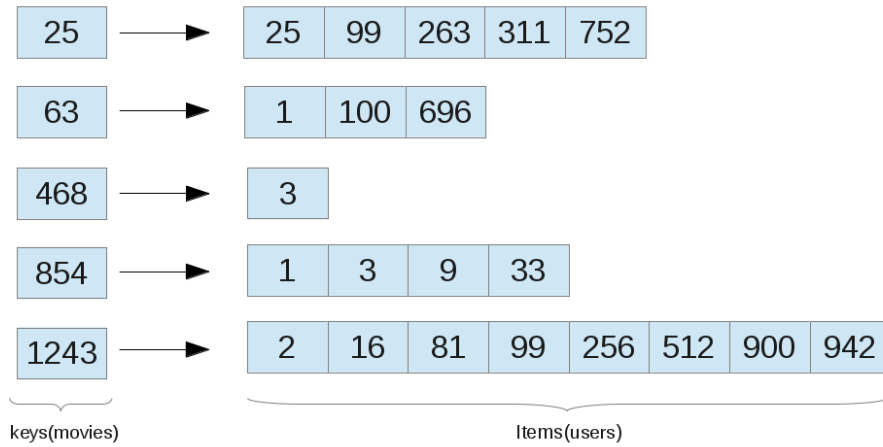 25 25 99 263 311 752
63 1 100 696
468 3
854 1 3 9 33
1243 2 16 81 99 256 512 900 942
keys(movies) Items(users)